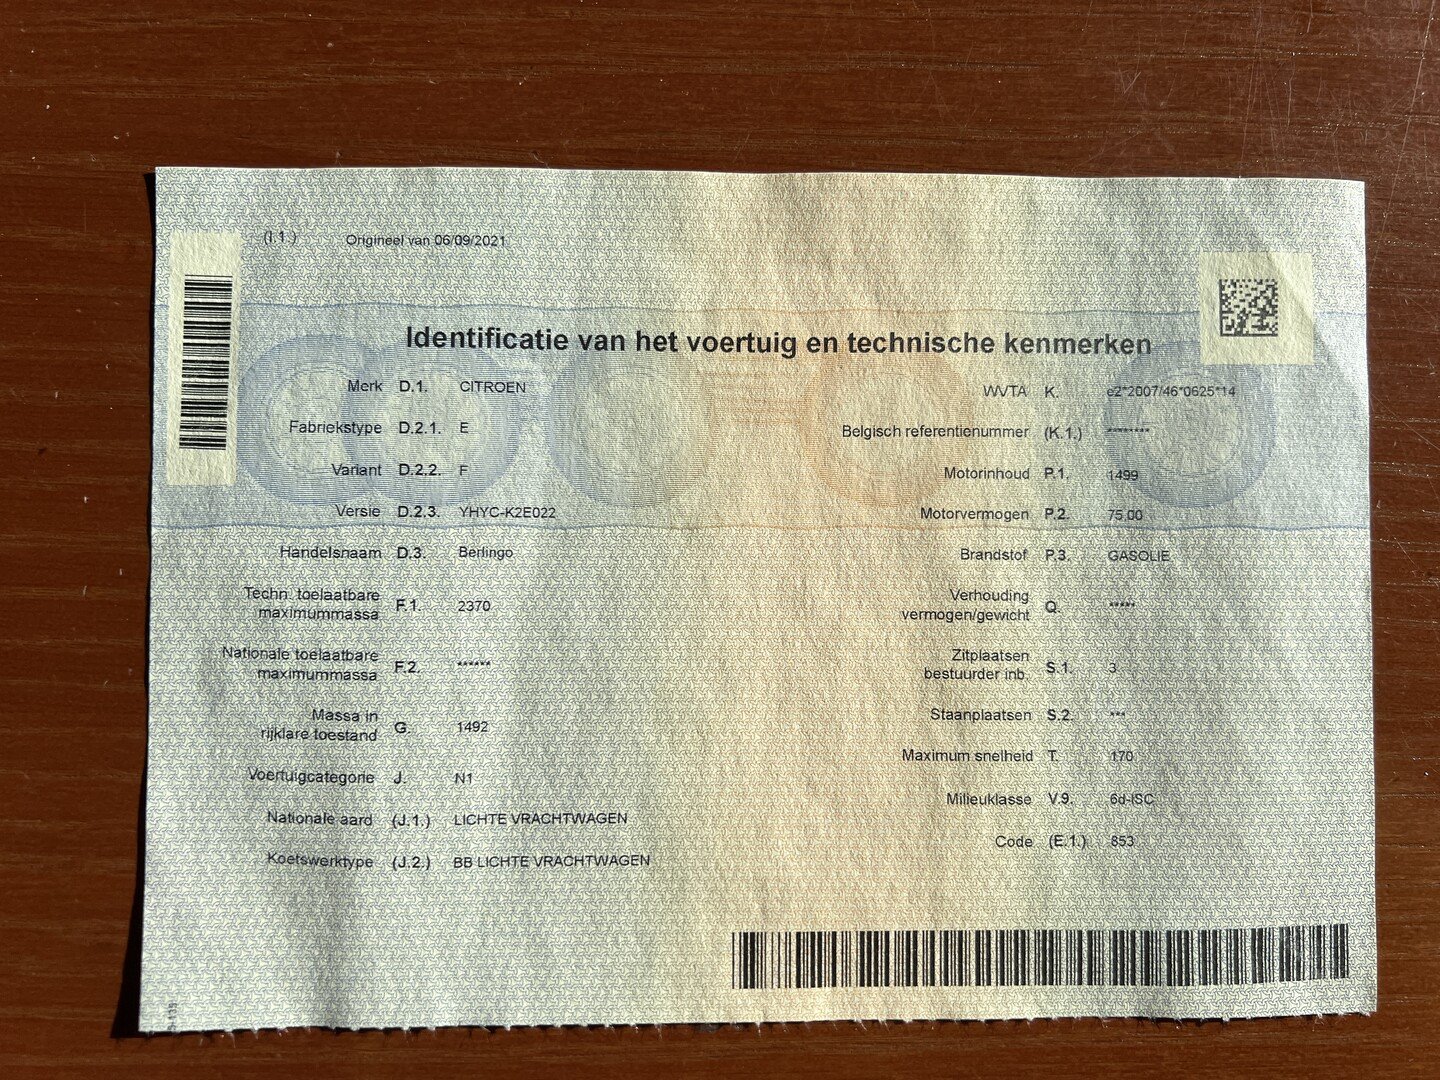 (I.1.) Origineel van 06/09/2021
Identificatie van het voertuig en technische kenmerken
Merk D.1. CITROEN
Fabriekstype D.2.1. E
Variant D.2.2. F
Versie D.2.3. YHYC-K2E022
Handelsnaam D.3. Berlingo
Techn. toelaatbare
maximummassa F.1. 2370
Nationale toelaatbare
maximummassa F.2. ******
Massa in
rijklare toestand G. 1492
Voertuigcategorie J. N1
Nationale aard (J.1.) LICHTE VRACHTWAGEN
Koetswerktype (J.2.) BB LICHTE VRACHTWAGEN
WVTA K. e2*2007/46*0625*14
Belgisch referentienummer (K.1.) ********
Motorinhoud P.1. 1499
Motorvermogen P.2. 75.00
Brandstof P.3. GASOLIE
Verhouding
vermogen/gewicht Q. *****
Zitplaatsen
bestuurder inb. S.1. 3
Staanplaatsen S.2. ***
Maximum snelheid T. 170
Milieuklasse V.9. 6d-ISC
Code (E.1.) 853